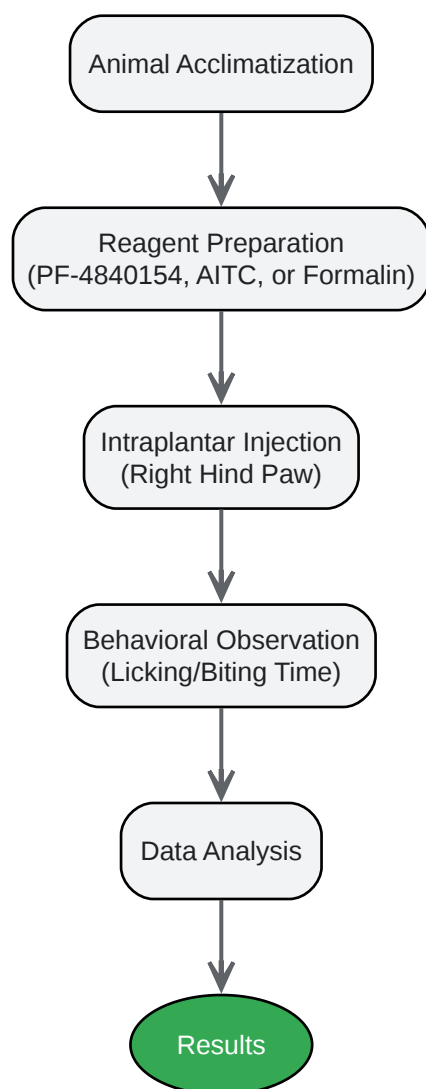 Animal Acclimatization
Reagent Preparation
(PF-4840154, AITC, or Formalin)
Intraplantar Injection
(Right Hind Paw)
Behavioral Observation
(Licking/Biting Time)
Data Analysis
Results